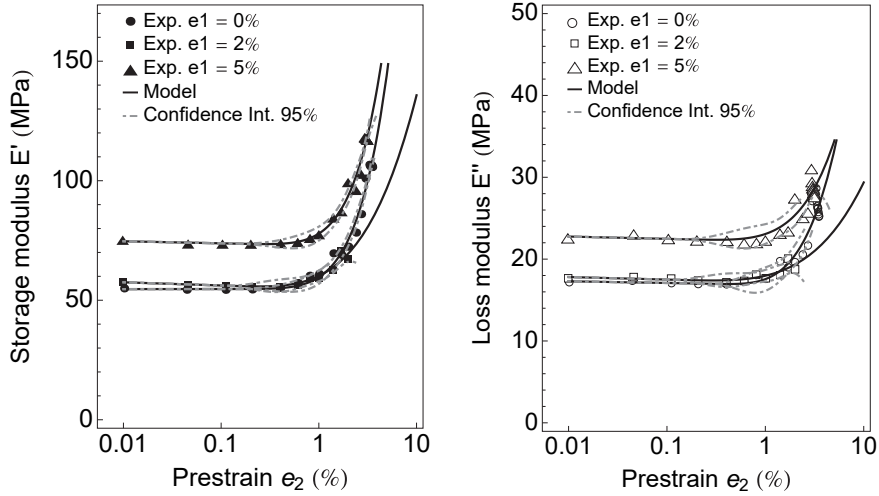 Storage modulus E' (MPa)
150
100
50
0
Exp. e1 = 0%
Exp. e1 = 2%
Exp. e1 = 5%
Model
Confidence Int. 95%
0.01
0.1
1
10
Prestrain e2 (%)
Loss modulus E'' (MPa)
50
40
30
20
10
0
Exp. e1 = 0%
Exp. e1 = 2%
Exp. e1 = 5%
Model
Confidence Int. 95%
0.01
0.1
1
10
Prestrain e2 (%)